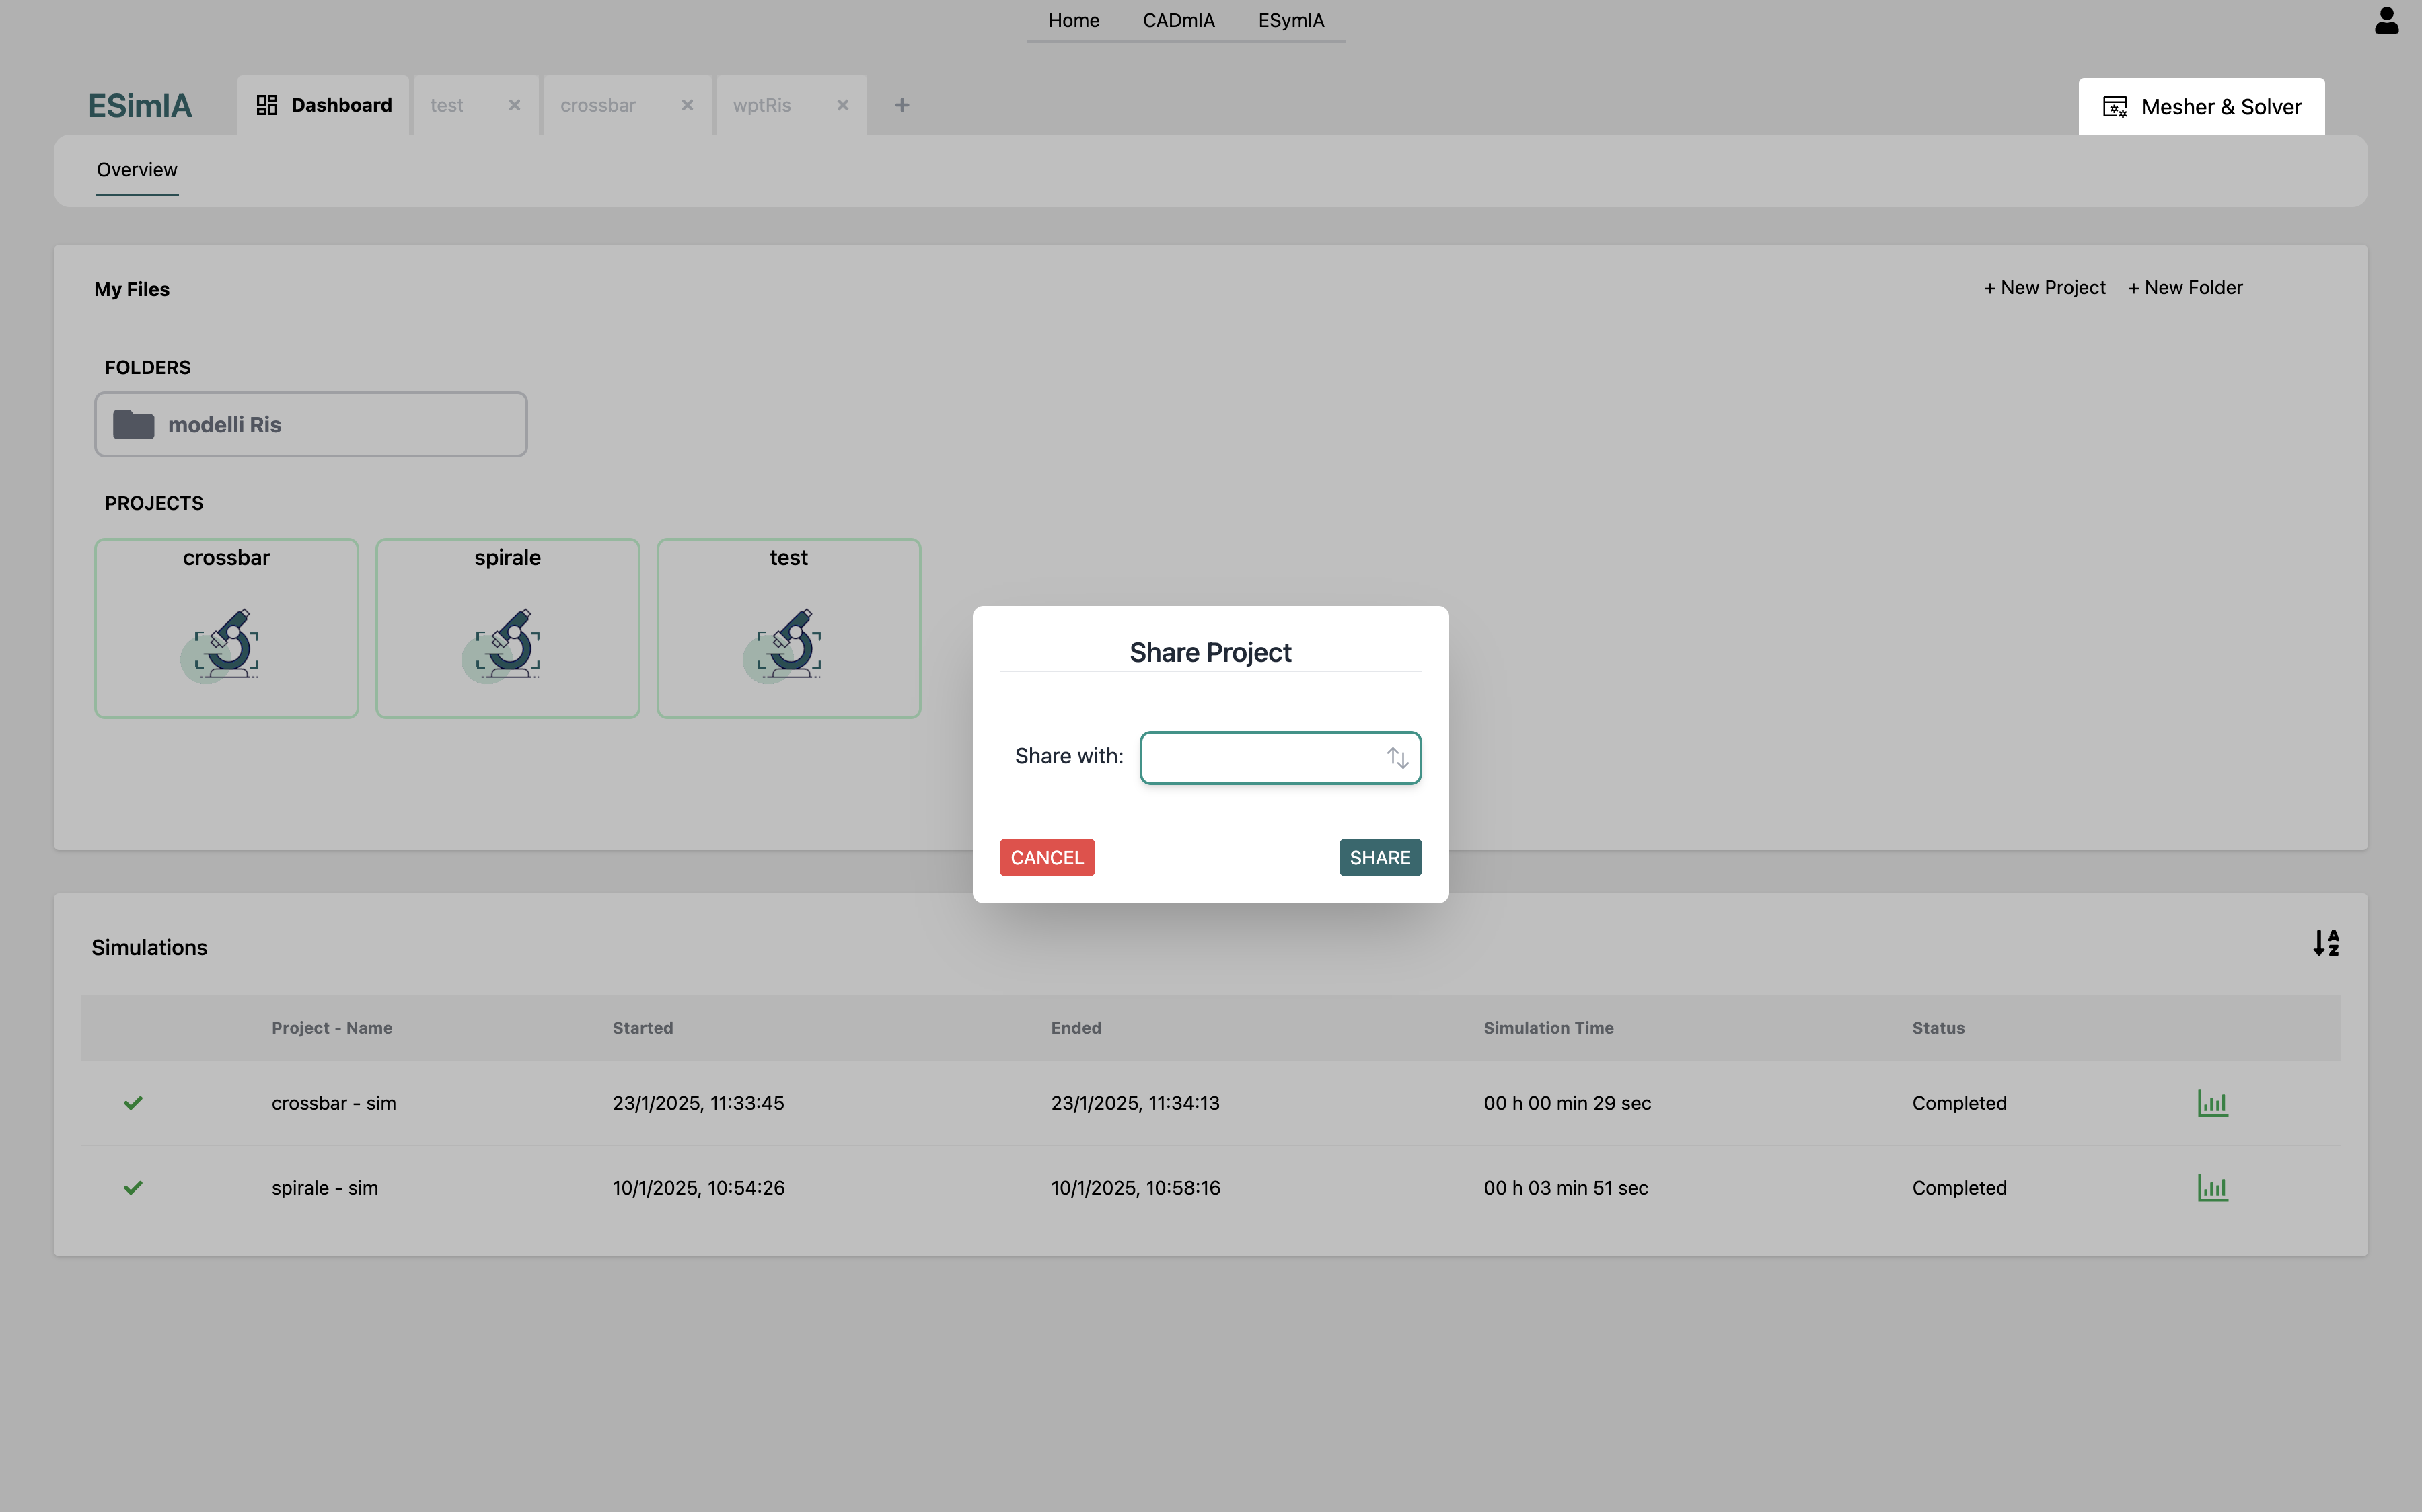 Home CADmIA ESymIA
ESimIA Dashboard test crossbar wptRis + Mesher & Solver
Overview
My Files + New Project + New Folder
FOLDERS
modelli Ris
PROJECTS
crossbar spirale test
Share Project
Share with:
CANCEL SHARE
Simulations
Project - Name Started Ended Simulation Time Status
crossbar - sim 23/1/2025, 11:33:45 23/1/2025, 11:34:13 00 h 00 min 29 sec Completed
spirale - sim 10/1/2025, 10:54:26 10/1/2025, 10:58:16 00 h 03 min 51 sec Completed